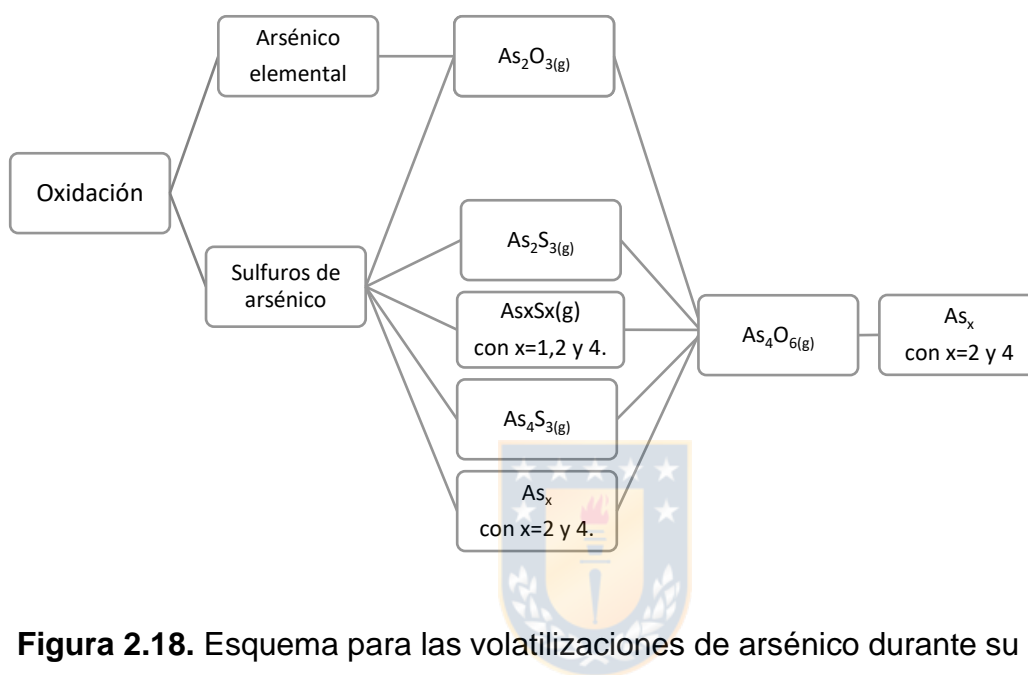 Arsénico
elemental
As₂O₃(g)
Oxidación
Sulfuros de
arsénico
As₂S₃(g)
AsxSx(g)
con x=1,2 y 4.
As₄O₆(g)
Asₓ
con x=2 y 4
As₄S₃(g)
Asₓ
con x=2 y 4.
Figura 2.18. Esquema para las volatilizaciones de arsénico durante su